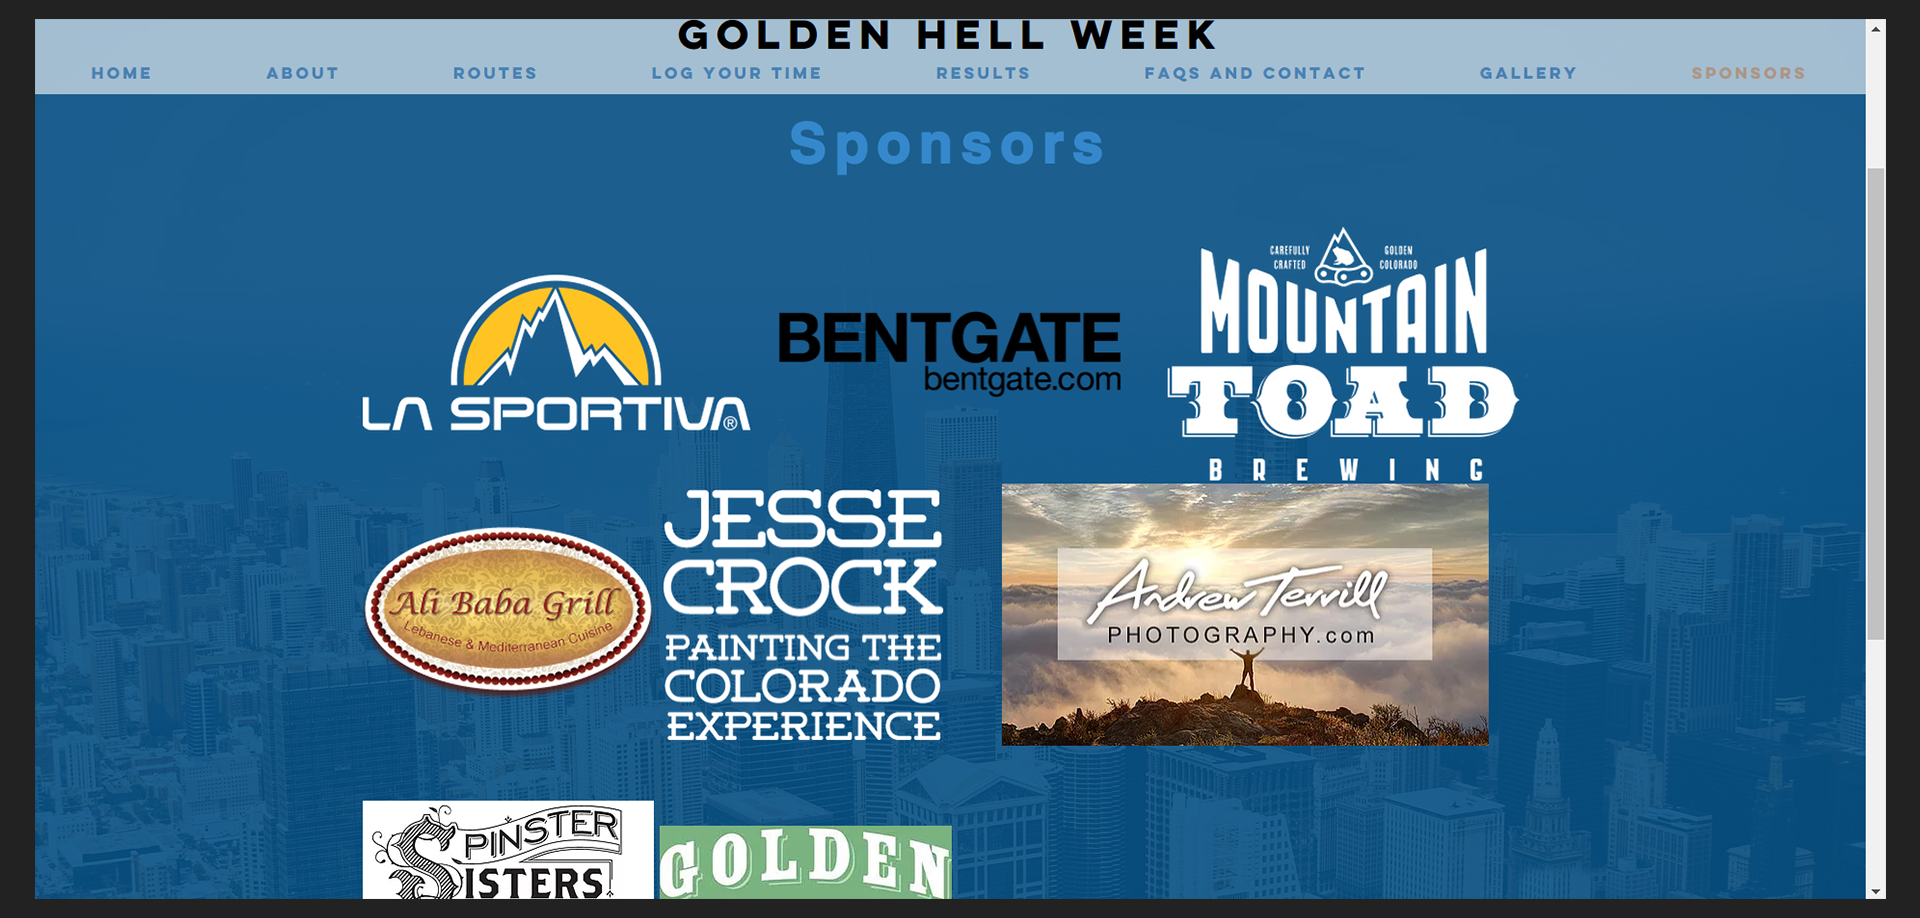 GOLDEN HELL WEEK
HOME ABOUT ROUTES LOG YOUR TIME RESULTS FAQS AND CONTACT GALLERY SPONSORS
Sponsors
LA SPORTIVA®
BENTGATE
bentgate.com
CAREFULLY CRAFTED
GOLDEN COLORADO
MOUNTAIN
TOAD
BREWING
Ali Baba Grill
Lebanese & Mediterranean Cuisine
JESSE
CROCK
PAINTING THE
COLORADO
EXPERIENCE
Andrew Terrill
PHOTOGRAPHY.com
SPINSTER
SISTERS
GOLDEN